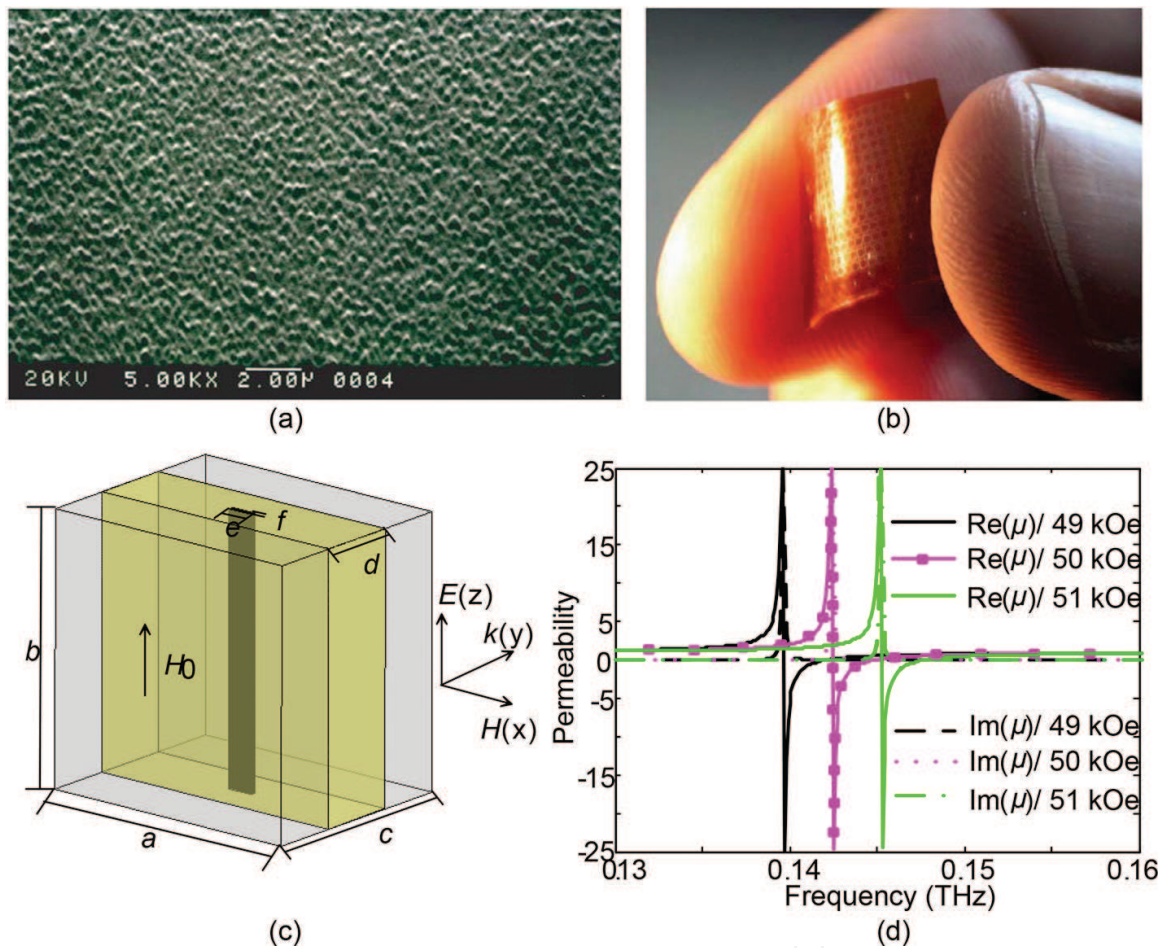 20KV 5.00KX 2.00μ 0004
(a)
(b)
b
H0
e
f
d
a
c
E(z)
k(y)
H(x)
(c)
Permeability
25
15
5
0
-5
-15
-25
Re(μ)/ 49 kOe
Re(μ)/ 50 kOe
Re(μ)/ 51 kOe
Im(μ)/ 49 kOe
Im(μ)/ 50 kOe
Im(μ)/ 51 kOe
0.13 0.14 0.15 0.16
Frequency (THz)
(d)